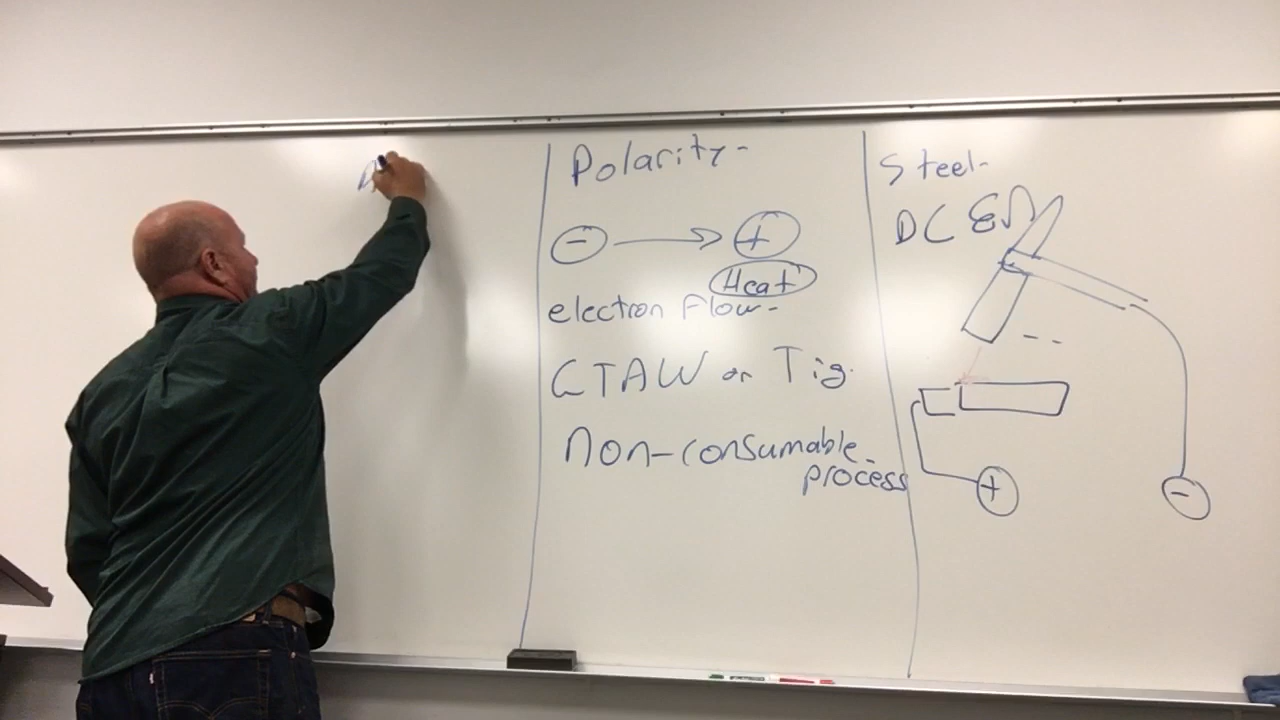 Polarity-
- → +
Heat
electron Flow-
GTAW or Tig.
Non-consumable-
process
Steel-
DCEN
--
+ -